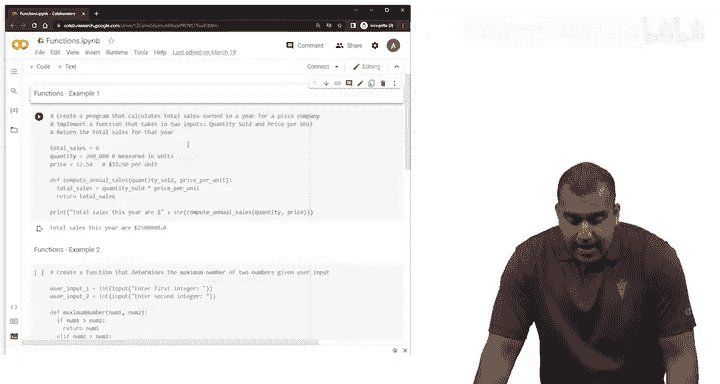 Functions.ipynb - Colaboratory
Incognito (2)
Functions.ipynb
File Edit View Insert Runtime Tools Help Last edited on March 19
Comment Share A
+ Code + Text Connect Editing
Functions - Example 1
# Create a program that calculates total sales earned in a year for a pizza company
# Implement a function that takes in two inputs: Quantity Sold and Price per Unit
# Return the total sales for that year
total_sales = 0
quantity = 200_000 # measured in units
price = 12.50 # $12.50 per unit
def compute_annual_sales(quantity_sold, price_per_unit):
total_sales = quantity_sold * price_per_unit
return total_sales
print("Total sales this year are $" + str(compute_annual_sales(quantity, price)))
Total sales this year are $2500000.0
Functions - Example 2
[ ] # Create a function that determines the maximum number of two numbers given user input
user_input_1 = int(input("Enter first integer: "))
user_input_2 = int(input("Enter second integer: "))
def maximumNumber(num1, num2):
if num1 > num2:
return num1
elif num2 > num1: